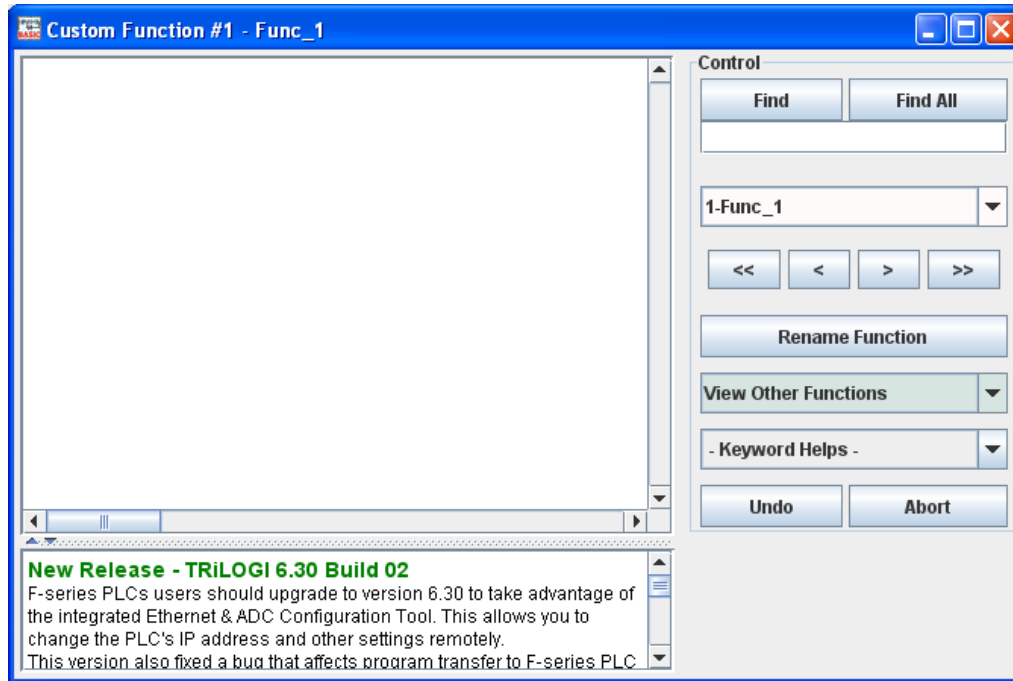 Custom Function #1 - Func_1
Control
Find
Find All
1-Func_1
<<
<
>
>>
Rename Function
View Other Functions
- Keyword Helps -
Undo
Abort
New Release - TRiLOGI 6.30 Build 02
F-series PLCs users should upgrade to version 6.30 to take advantage of
the integrated Ethernet & ADC Configuration Tool. This allows you to
change the PLC's IP address and other settings remotely.
This version also fixed a bug that affects program transfer to F-series PLC